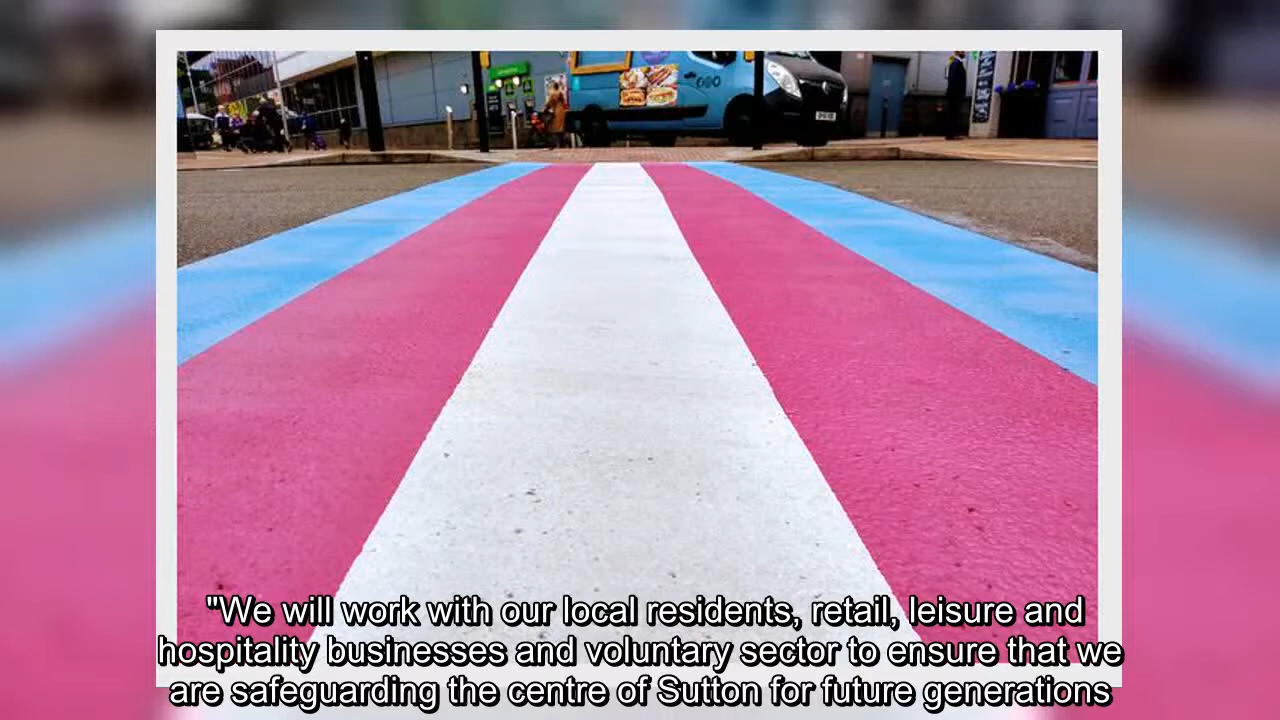 "We will work with our local residents, retail, leisure and
hospitality businesses and voluntary sector to ensure that we
are safeguarding the centre of Sutton for future generations